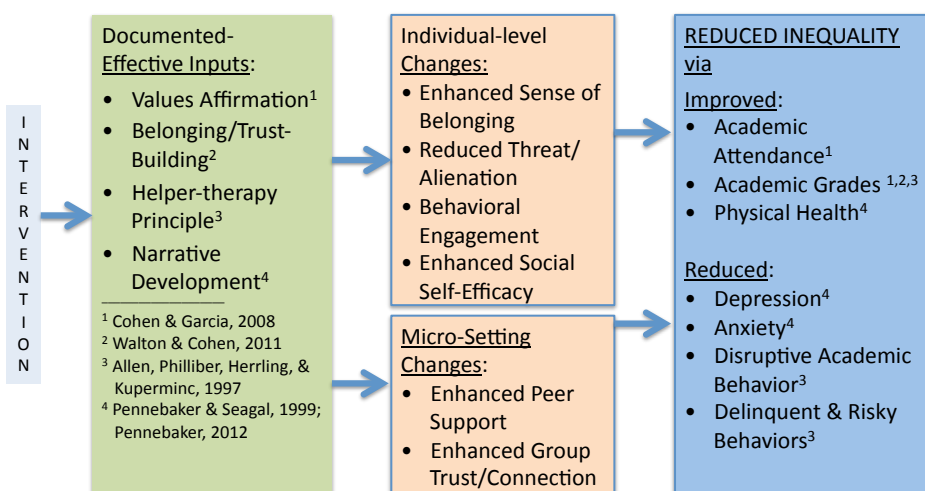 INTERVENTION
Documented-
Effective Inputs:
• Values Affirmation¹
• Belonging/Trust-
Building²
• Helper-therapy
Principle³
• Narrative
Development⁴
¹ Cohen & Garcia, 2008
² Walton & Cohen, 2011
³ Allen, Philliber, Herrling, &
Kuperminc, 1997
⁴ Pennebaker & Seagal, 1999;
Pennebaker, 2012
Individual-level
Changes:
• Enhanced Sense of
Belonging
• Reduced Threat/
Alienation
• Behavioral
Engagement
• Enhanced Social
Self-Efficacy
Micro-Setting
Changes:
• Enhanced Peer
Support
• Enhanced Group
Trust/Connection
REDUCED INEQUALITY
via
Improved:
• Academic
Attendance¹
• Academic Grades ¹,²,³
• Physical Health⁴
Reduced:
• Depression⁴
• Anxiety⁴
• Disruptive Academic
Behavior³
• Delinquent & Risky
Behaviors³